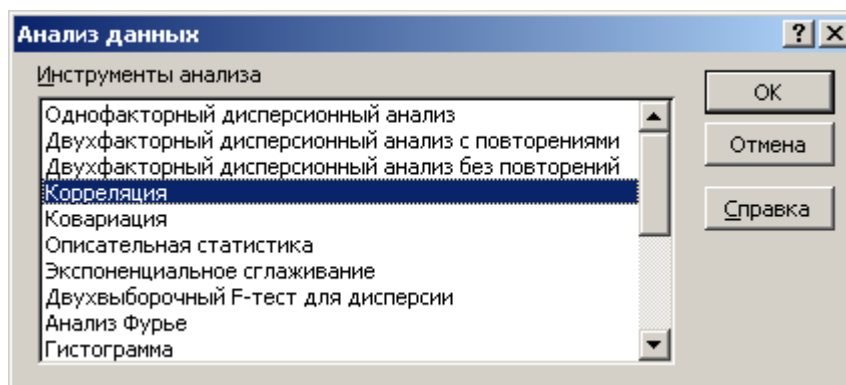 Анализ данных
Инструменты анализа
Однофакторный дисперсионный анализ
Двухфакторный дисперсионный анализ с повторениями
Двухфакторный дисперсионный анализ без повторений
Корреляция
Ковариация
Описательная статистика
Экспоненциальное сглаживание
Двухвыборочный F-тест для дисперсии
Анализ Фурье
Гистограмма
OK
Отмена
Справка